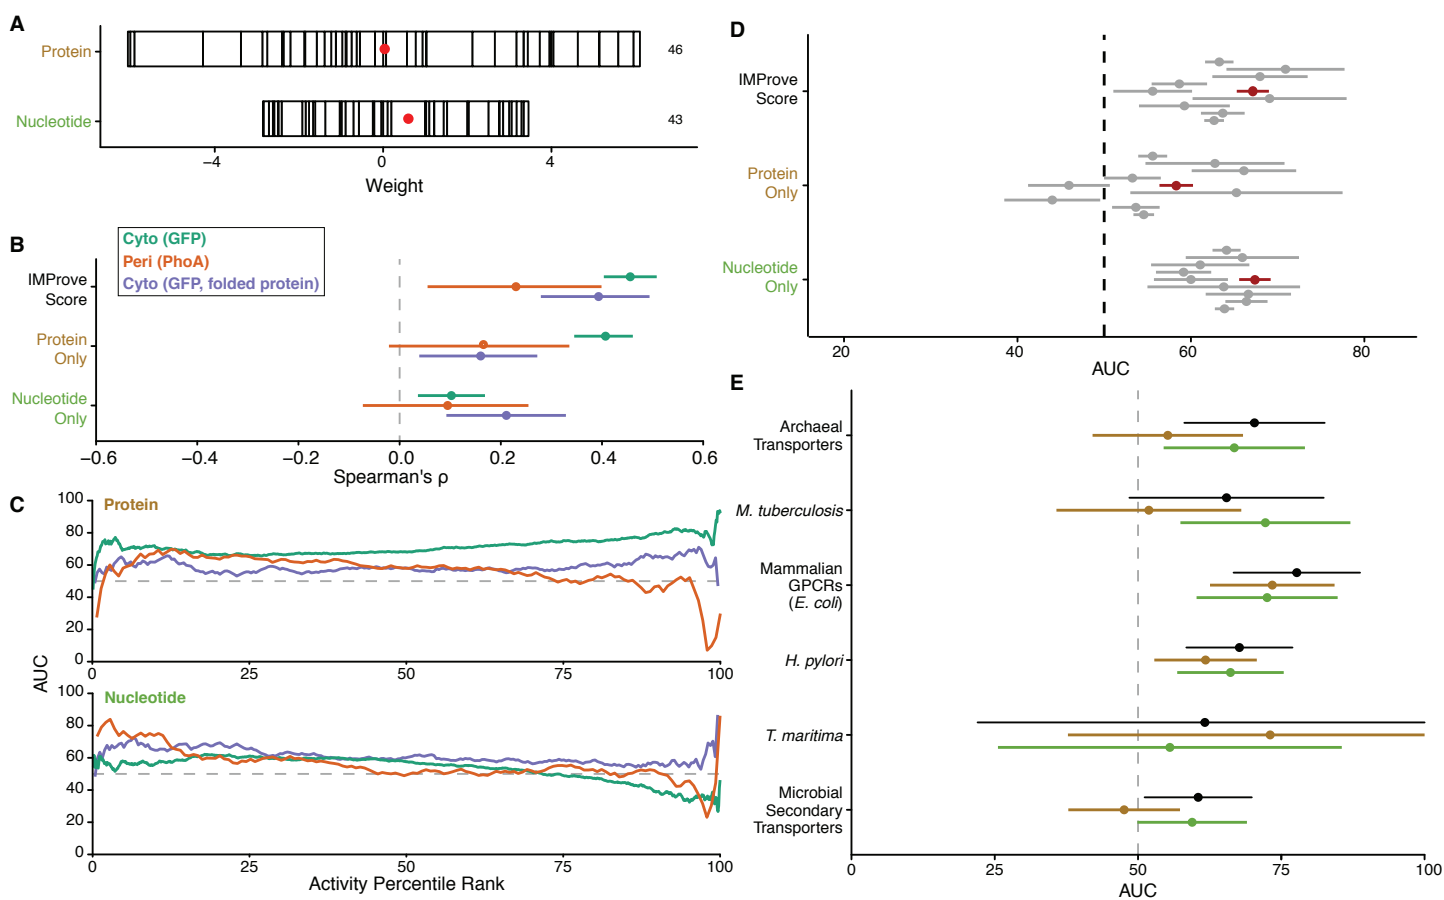 A
Protein
46
Nucleotide
43
−4
0
4
Weight
B
Cyto (GFP)
Peri (PhoA)
Cyto (GFP, folded protein)
IMProve
Score
Protein
Only
Nucleotide
Only
−0.6
−0.4
−0.2
0.0
0.2
0.4
0.6
Spearman's ρ
C
Protein
100
80
60
40
20
0
0
25
50
75
100
AUC
Nucleotide
100
80
60
40
20
0
0
25
50
75
100
Activity Percentile Rank
D
IMProve
Score
Protein
Only
Nucleotide
Only
20
40
60
80
AUC
E
Archaeal
Transporters
M. tuberculosis
Mammalian
GPCRs
(E. coli)
H. pylori
T. maritima
Microbial
Secondary
Transporters
0
25
50
75
100
AUC